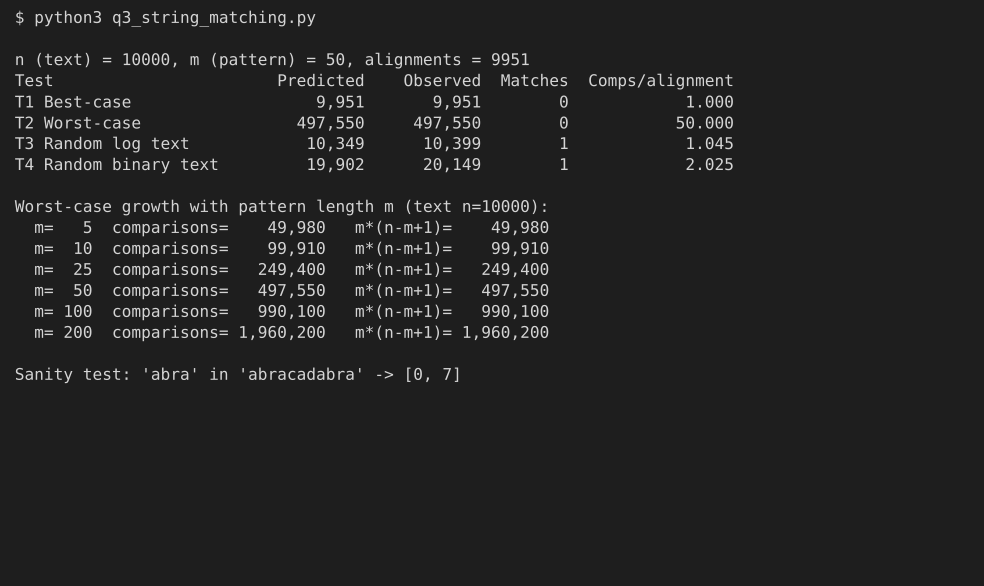 $ python3 q3_string_matching.py
n (text) = 10000, m (pattern) = 50, alignments = 9951
Test Predicted Observed Matches Comps/alignment
T1 Best-case 9,951 9,951 0 1.000
T2 Worst-case 497,550 497,550 0 50.000
T3 Random log text 10,349 10,399 1 1.045
T4 Random binary text 19,902 20,149 1 2.025
Worst-case growth with pattern length m (text n=10000):
m= 5 comparisons= 49,980 m*(n-m+1)= 49,980
m= 10 comparisons= 99,910 m*(n-m+1)= 99,910
m= 25 comparisons= 249,400 m*(n-m+1)= 249,400
m= 50 comparisons= 497,550 m*(n-m+1)= 497,550
m= 100 comparisons= 990,100 m*(n-m+1)= 990,100
m= 200 comparisons= 1,960,200 m*(n-m+1)= 1,960,200
Sanity test: 'abra' in 'abracadabra' -> [0, 7]